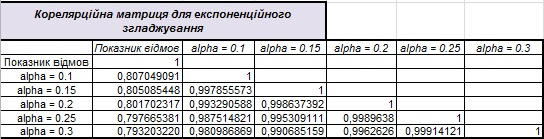 Корелярційна матриця для експоненційного
згладжування
Показник відмов alpha = 0.1 alpha = 0.15 alpha = 0.2 alpha = 0.25 alpha = 0.3
Показник відмов 1
alpha = 0.1 0,807049091 1
alpha = 0.15 0,805085448 0,997855573 1
alpha = 0.2 0,801702317 0,993290588 0,998637392 1
alpha = 0.25 0,797665381 0,987514821 0,995309111 0,9989638 1
alpha = 0.3 0,793203220 0,980986869 0,990685159 0,9962626 0,99914121 1